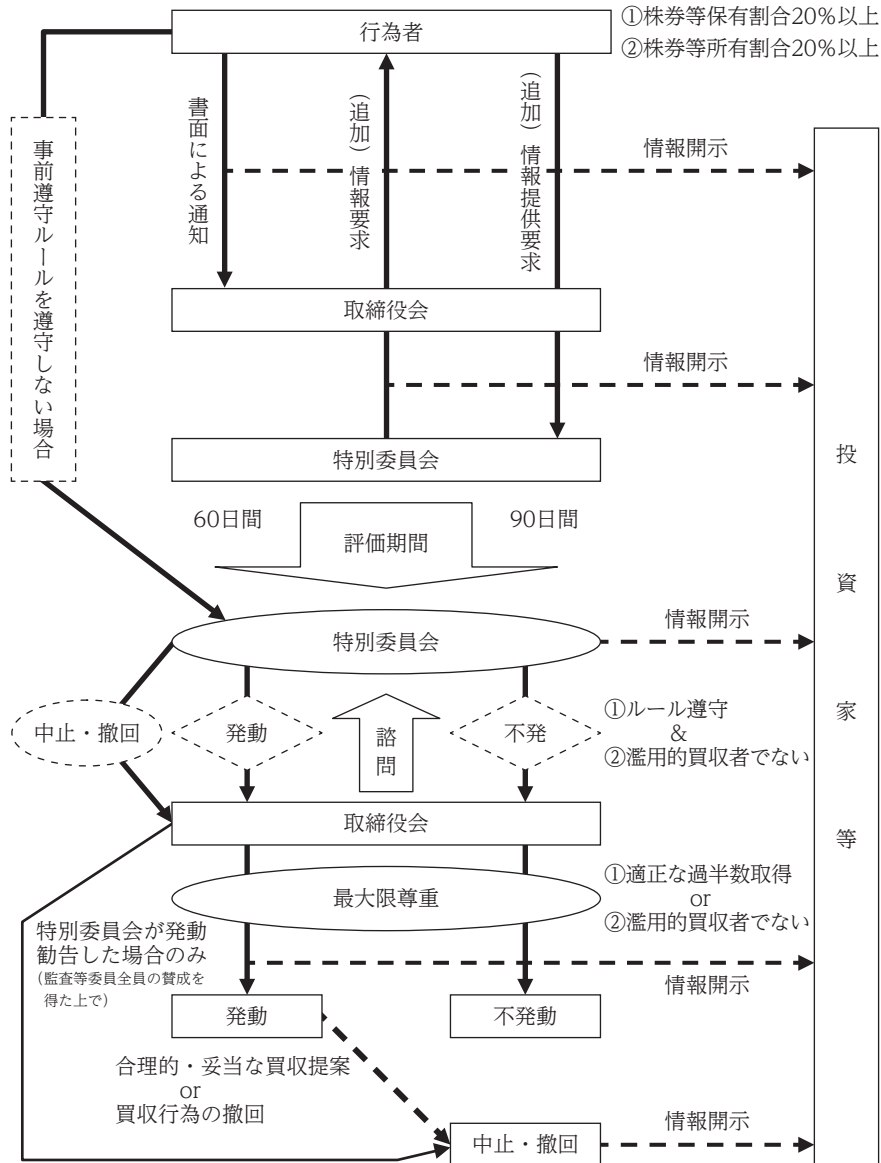 行為者
①株券等保有割合20％以上
②株券等所有割合20％以上
事前遵守ルールを遵守しない場合
書面による通知
（追加）情報要求
（追加）情報提供要求
情報開示
取締役会
情報開示
特別委員会
投資家等
60日間
評価期間
90日間
特別委員会
情報開示
中止・撤回
発動
諮問
不発
①ルール遵守
&
②濫用的買収者でない
取締役会
最大限尊重
①適正な過半数取得
or
②濫用的買収者でない
特別委員会が発動
勧告した場合のみ
（監査等委員全員の賛成を
得た上で）
情報開示
発動
不発動
合理的・妥当な買収提案
or
買収行為の撤回
中止・撤回
情報開示